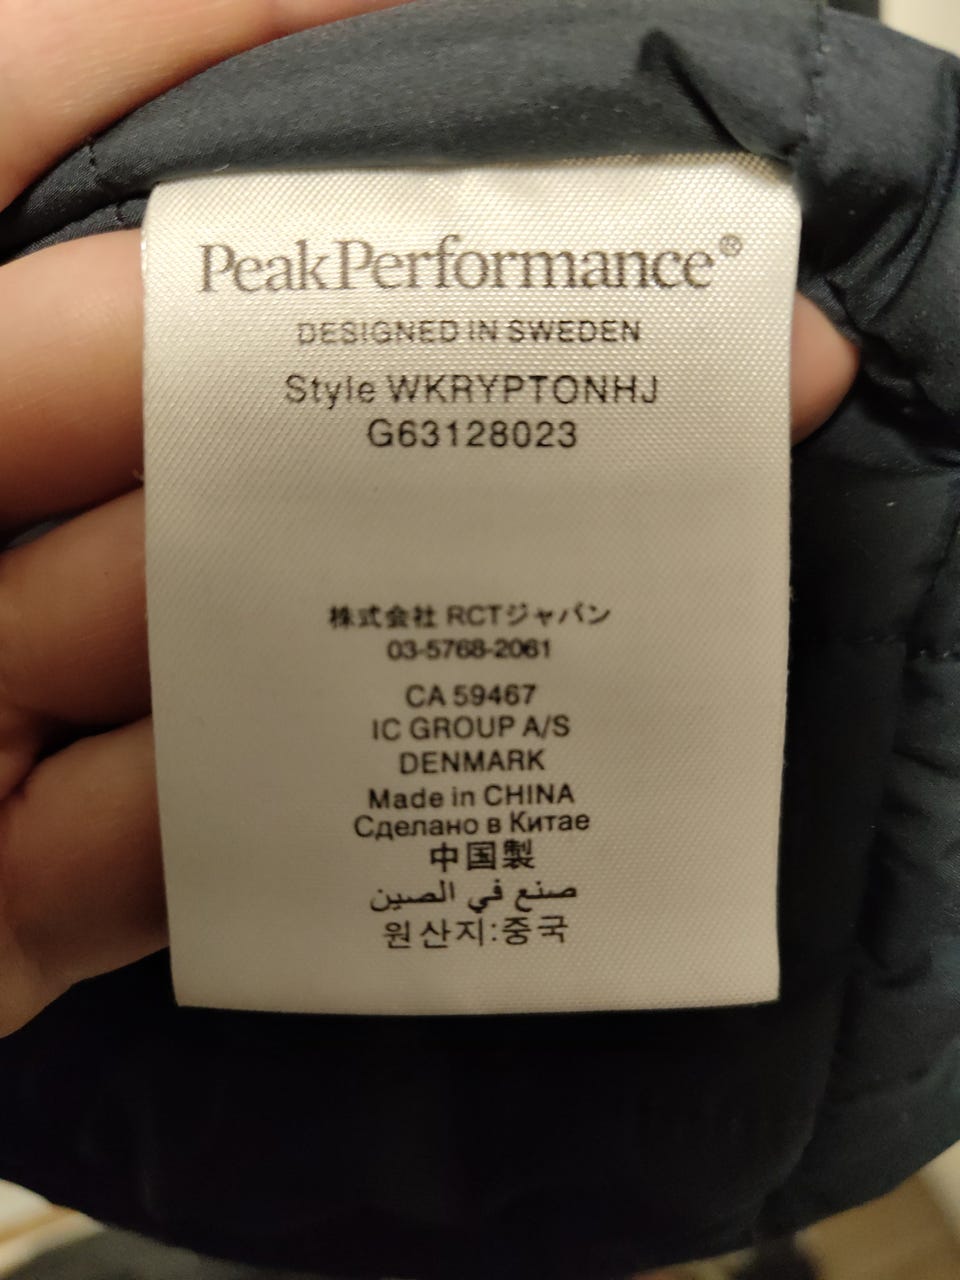 PeakPerformance®
DESIGNED IN SWEDEN
Style WKRYPTONHJ
G63128023
株式会社 RCTジャパン
03-5768-2061
CA 59467
IC GROUP A/S
DENMARK
Made in CHINA
Сделано в Китае
中国製
صنع في الصين
원산지:중국